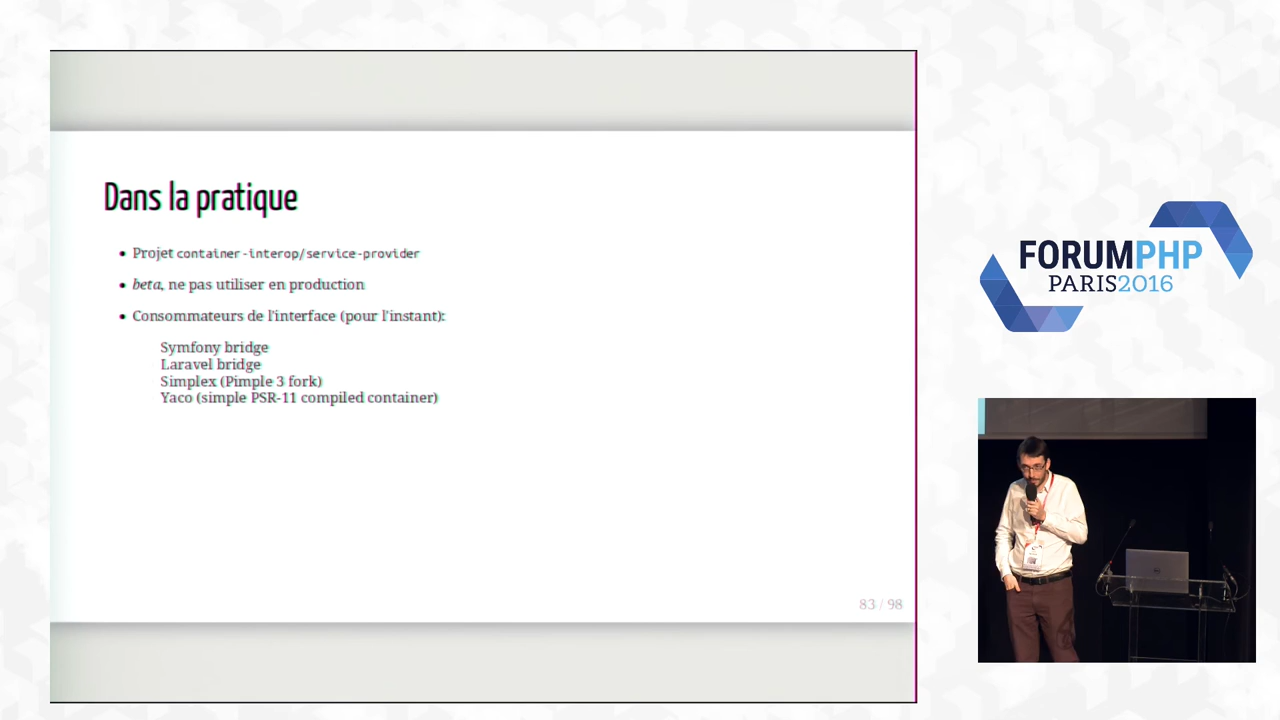 Dans la pratique
• Projet container-interop/service-provider
• beta, ne pas utiliser en production
• Consommateurs de l'interface (pour l'instant):
Symfony bridge
Laravel bridge
Simplex (Pimple 3 fork)
Yaco (simple PSR-11 compiled container)
83 / 98
FORUMPHP
PARIS2016